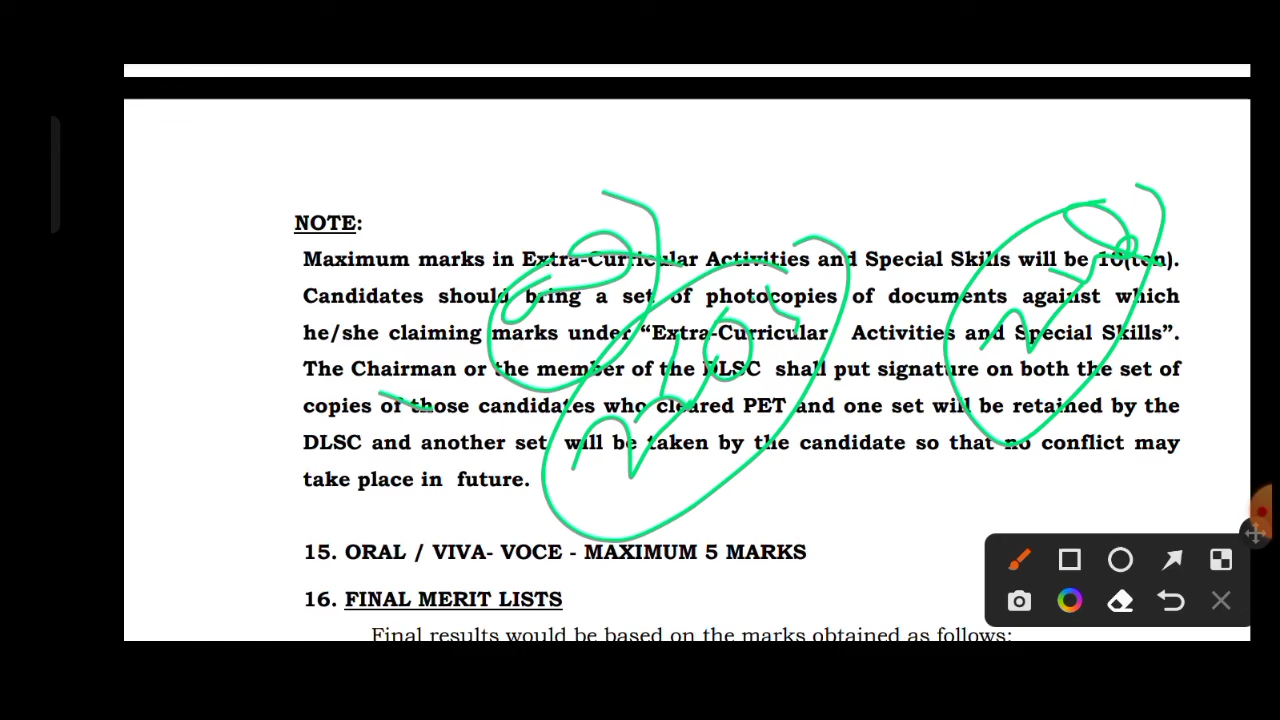 NOTE:
Maximum marks in Extra-Curricular Activities and Special Skills will be 10(ten).
Candidates should bring a set of photocopies of documents against which
he/she claiming marks under “Extra-Curricular Activities and Special Skills”.
The Chairman or the member of the DLSC shall put signature on both the set of
copies of those candidates who cleared PET and one set will be retained by the
DLSC and another set will be taken by the candidate so that no conflict may
take place in future.
15. ORAL / VIVA- VOCE - MAXIMUM 5 MARKS
16. FINAL MERIT LISTS
Final results would be based on the marks obtained as follows: